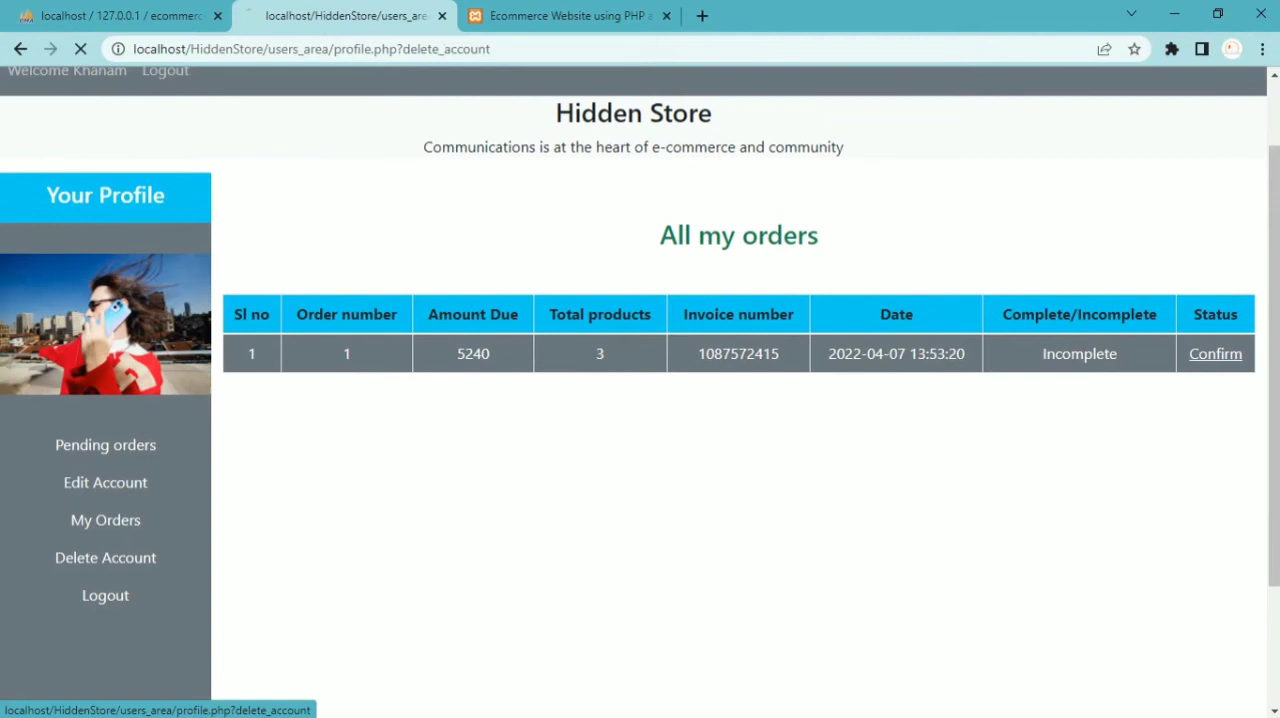 localhost / 127.0.0.1 / ecommerc
localhost/HiddenStore/users_area
Ecommerce Website using PHP a
localhost/HiddenStore/users_area/profile.php?delete_account
Welcome Khanam Logout
Hidden Store
Communications is at the heart of e-commerce and community
Your Profile
All my orders
Sl no Order number Amount Due Total products Invoice number Date Complete/Incomplete Status
1 1 5240 3 1087572415 2022-04-07 13:53:20 Incomplete Confirm
Pending orders
Edit Account
My Orders
Delete Account
Logout
localhost/HiddenStore/users_area/profile.php?delete_account